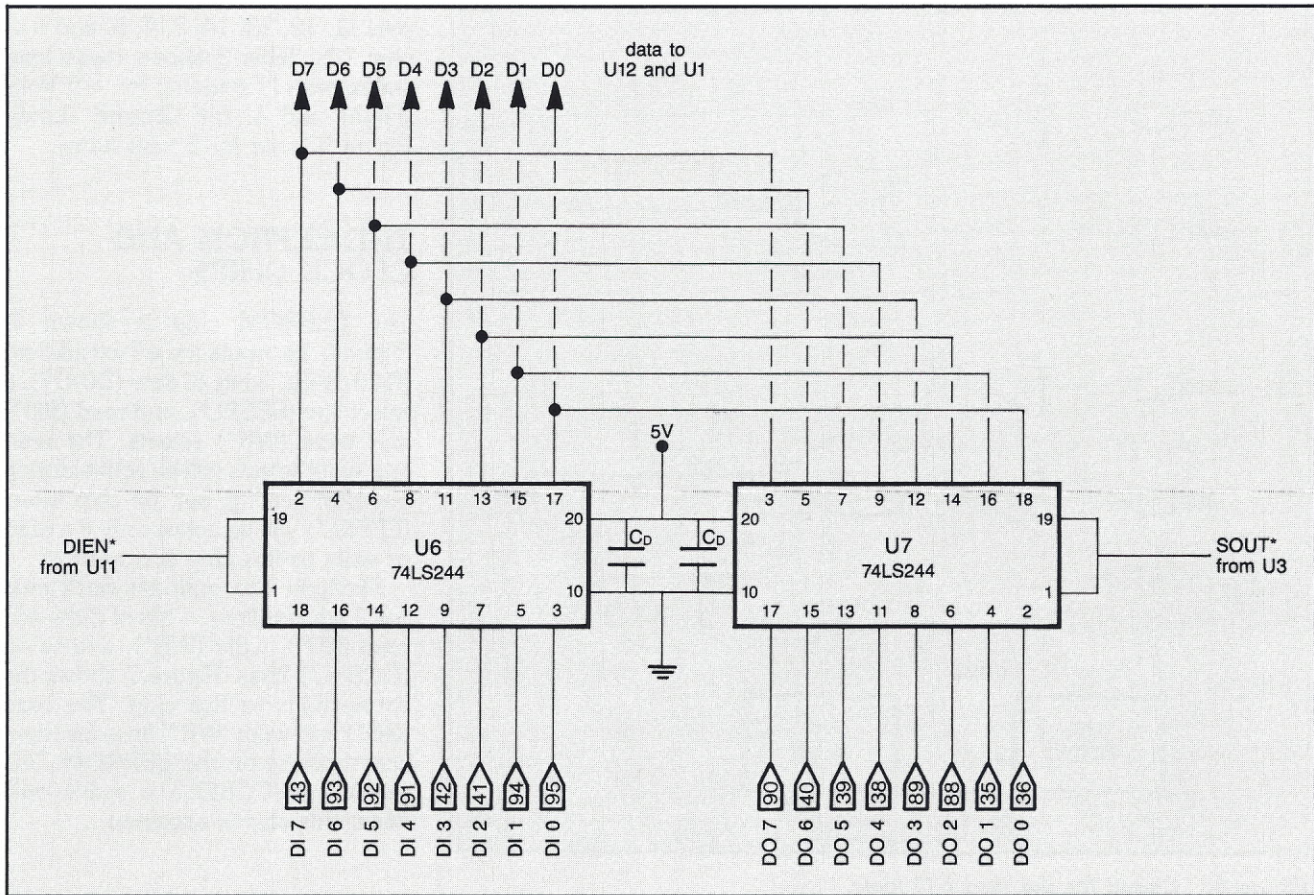 data to
U12 and U1
D7 D6 D5 D4 D3 D2 D1 D0
5V
2 4 6 8 11 13 15 17
3 5 7 9 12 14 16 18
19 20 20 19
DIEN*
from U11
U6
74LS244
CD CD
U7
74LS244
SOUT*
from U3
1 10 10 1
18 16 14 12 9 7 5 3
17 15 13 11 8 6 4 2
43 93 92 91 42 41 94 95
DI 7 DI 6 DI 5 DI 4 DI 3 DI 2 DI 1 DI 0
90 40 39 38 89 88 35 36
DO 7 DO 6 DO 5 DO 4 DO 3 DO 2 DO 1 DO 0